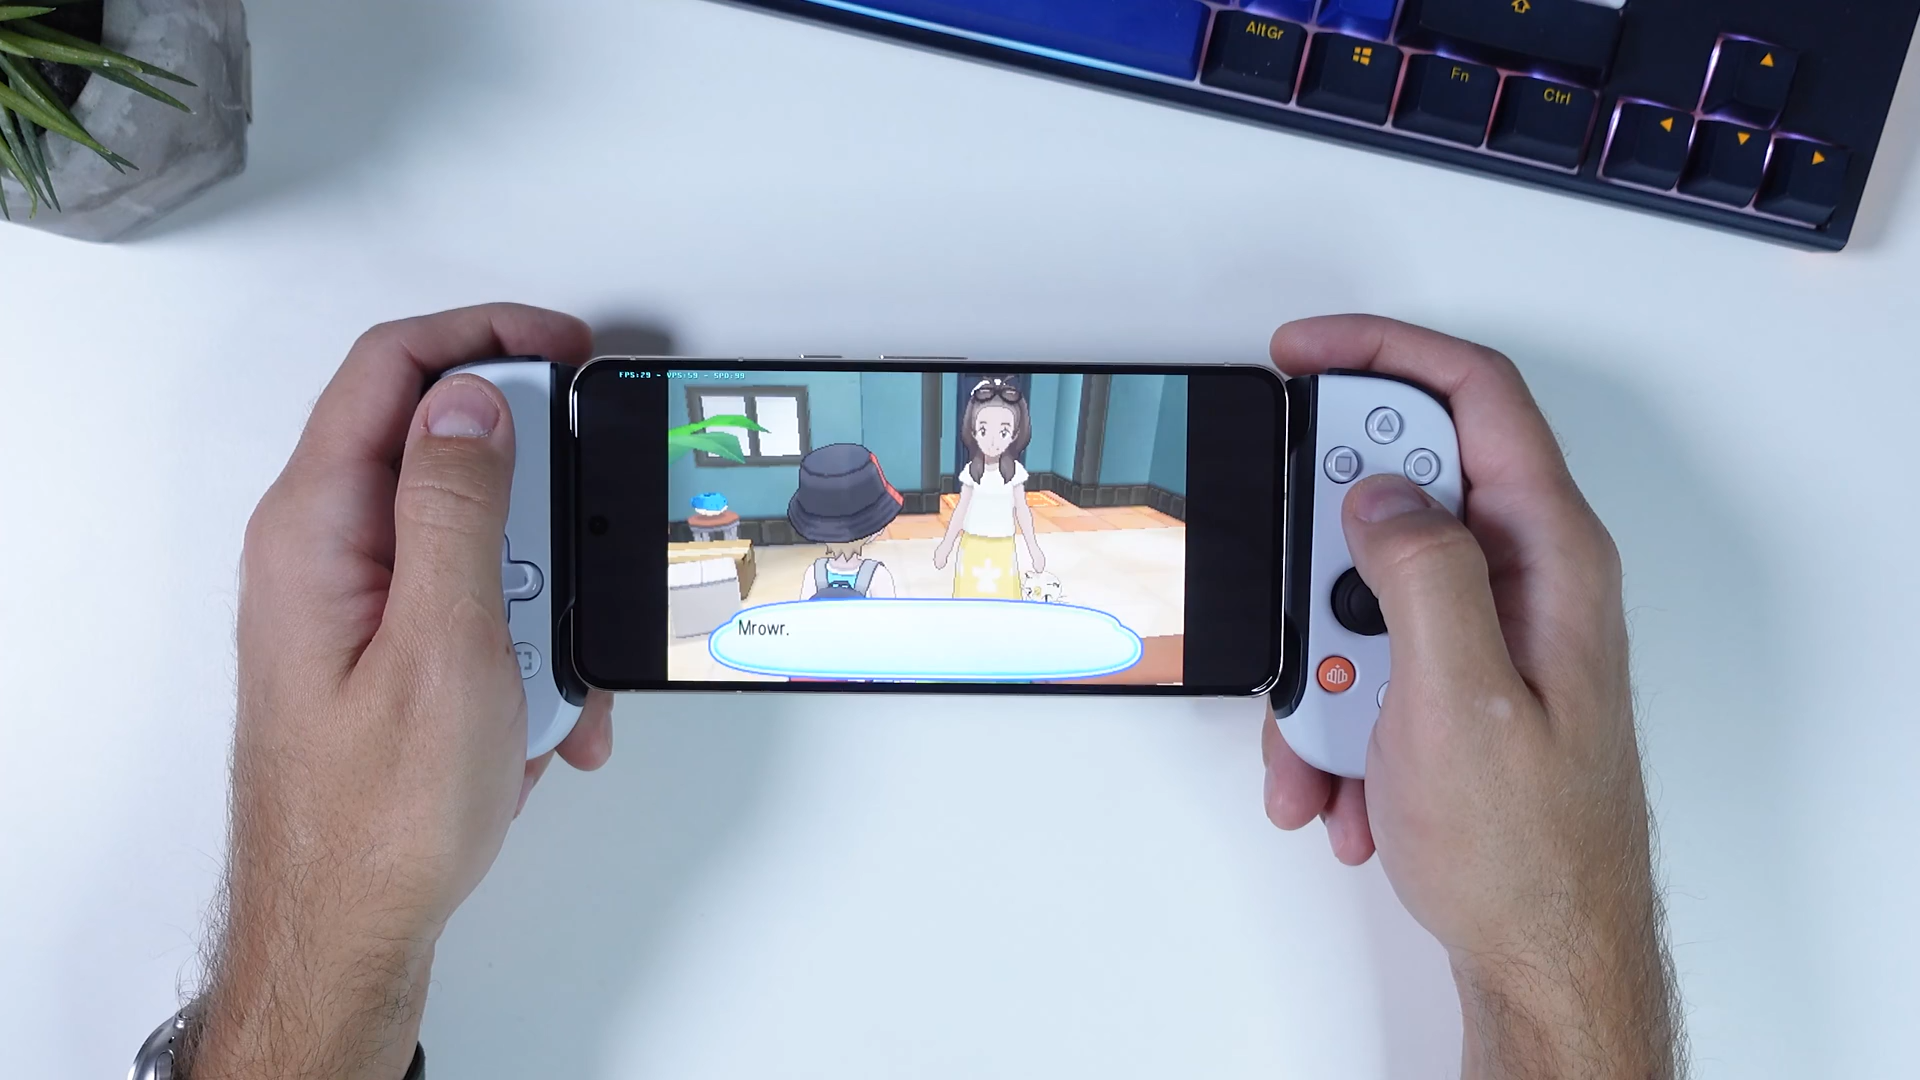 AltGr
Fn
Ctrl
FPS:29 - VPS:59 - SPD:99
Mrowr.